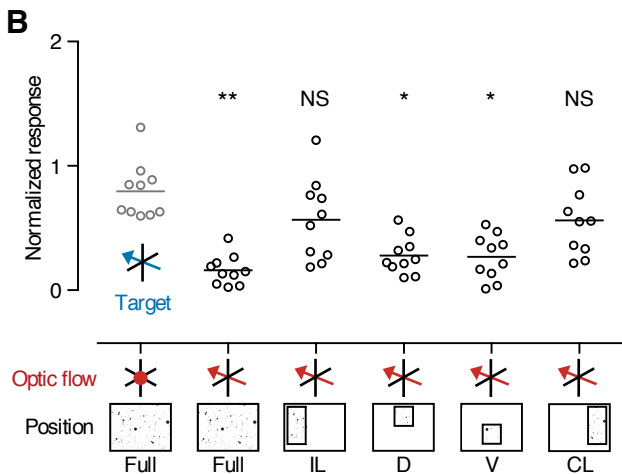 B
Normalized response
2
1
0
** NS * * NS
Target
Optic flow
Position
Full Full IL D V CL